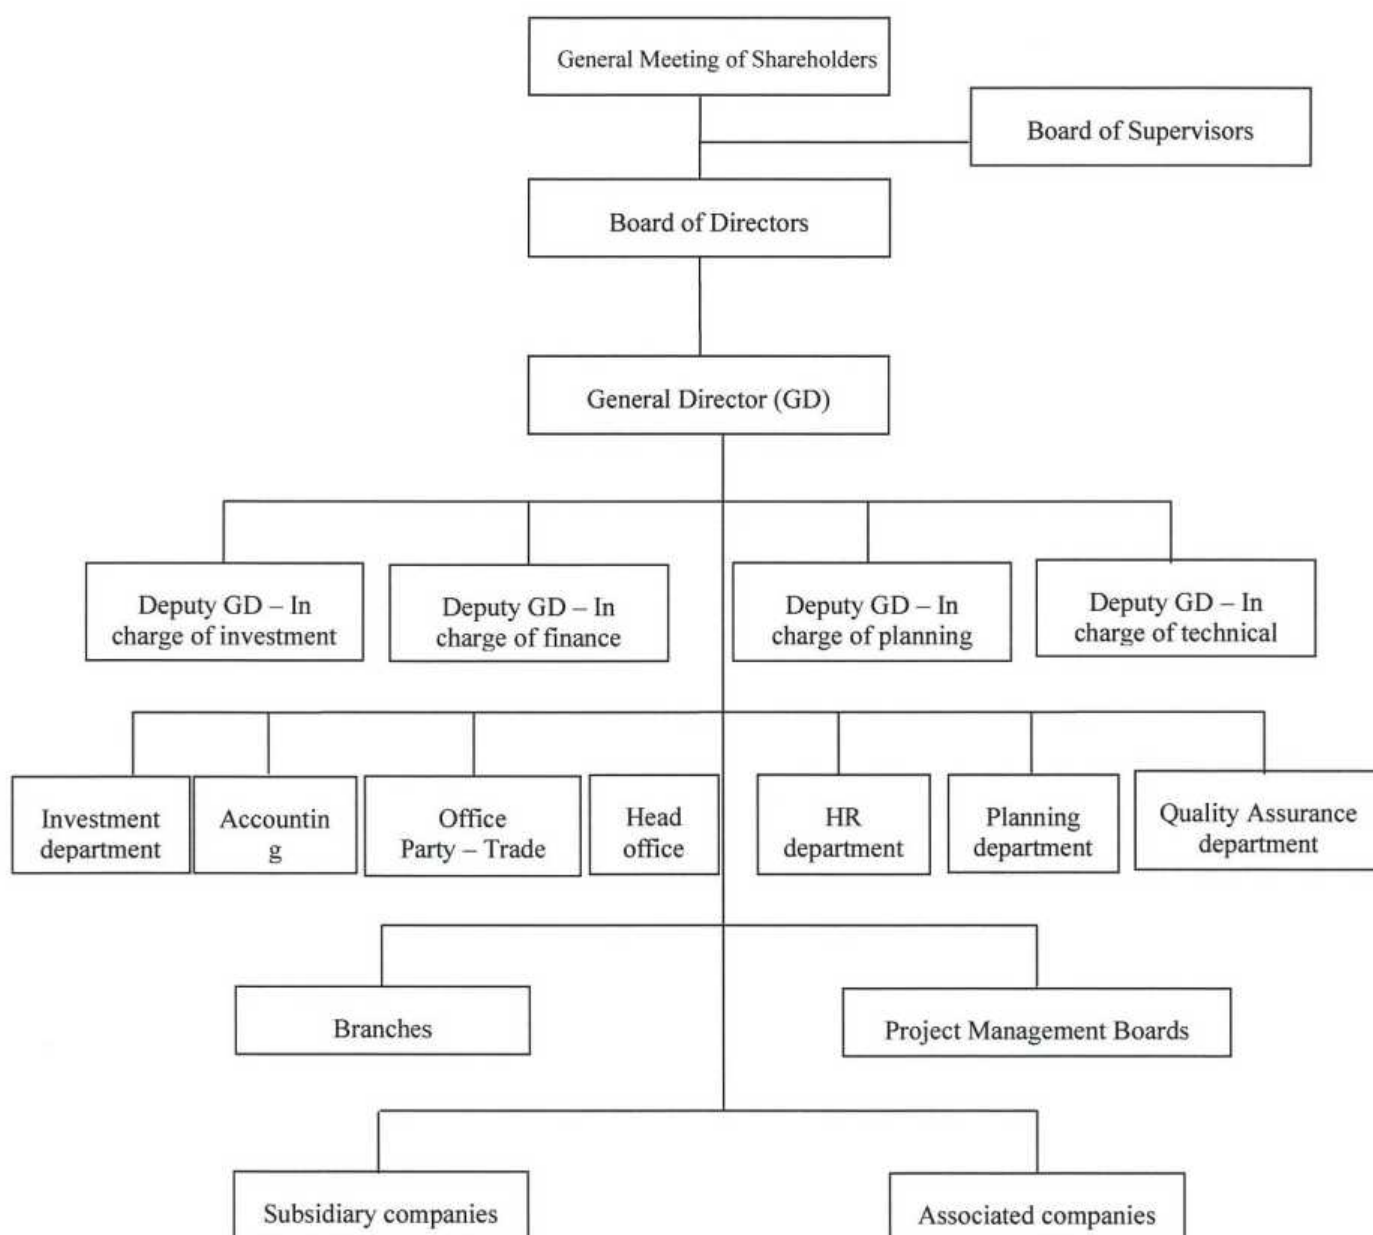 General Meeting of Shareholders
Board of Supervisors
Board of Directors
General Director (GD)
Deputy GD – In
charge of investment
Deputy GD – In
charge of finance
Deputy GD – In
charge of planning
Deputy GD – In
charge of technical
Investment
department
Accountin
g
Office
Party – Trade
Head
office
HR
department
Planning
department
Quality Assurance
department
Branches
Project Management Boards
Subsidiary companies
Associated companies